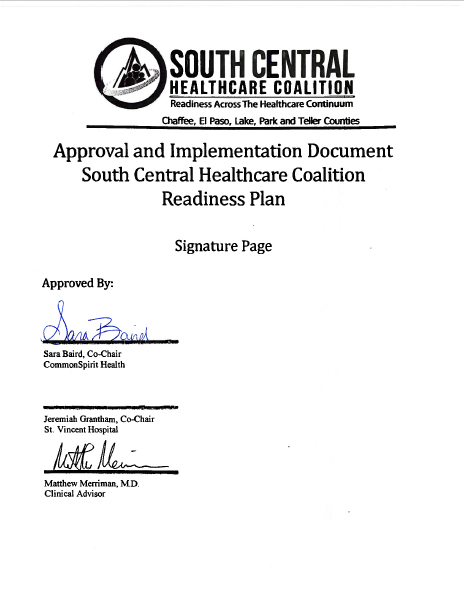 SOUTH CENTRAL
HEALTHCARE COALITION
Readiness Across The Healthcare Continuum
Chaffee, El Paso, Lake, Park and Teller Counties
Approval and Implementation Document
South Central Healthcare Coalition
Readiness Plan
Signature Page
Approved By:
Sara Baird
Sara Baird, Co-Chair
CommonSpirit Health
Jeremiah Grantham, Co-Chair
St. Vincent Hospital
Matthew Merriman, M.D.
Clinical Advisor